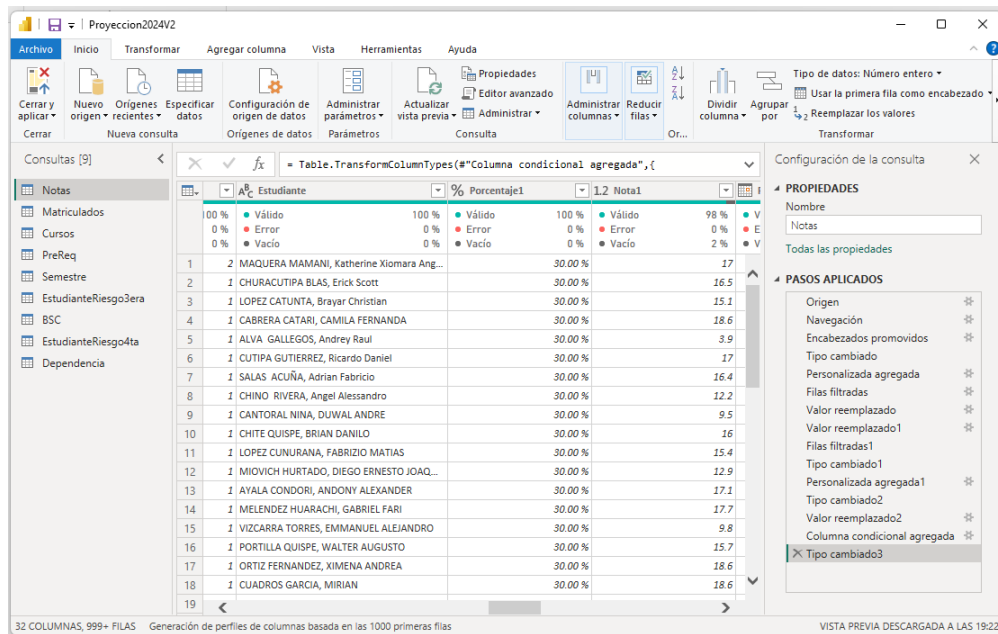 Proyeccion2024V2
Archivo Inicio Transformar Agregar columna Vista Herramientas Ayuda
Cerrar y aplicar
Nuevo origen
Orígenes recientes
Especificar datos
Configuración de origen de datos
Administrar parámetros
Actualizar vista previa
Propiedades
Editor avanzado
Administrar
Administrar columnas
Reducir filas
Dividir columna
Agrupar por
Tipo de datos: Número entero
Usar la primera fila como encabezado
Reemplazar los valores
Cerrar Nueva consulta Orígenes de datos Parámetros Consulta Or... Transformar
Consultas [9]
Notas
Matriculados
Cursos
PreReq
Semestre
EstudianteRiesgo3era
BSC
EstudianteRiesgo4ta
Dependencia
fx = Table.TransformColumnTypes(#"Columna condicional agregada",{
ABC Estudiante % Porcentaje1 1.2 Nota1
100 % Válido 100 % Válido 100 % Válido 98 %
0 % Error 0 % Error 0 % Error 0 %
0 % Vacío 0 % Vacío 0 % Vacío 2 %
1 2 MAQUERA MAMANI, Katherine Xiomara Ang... 30.00 % 17
2 1 CHURACUTIPA BLAS, Erick Scott 30.00 % 16.5
3 1 LOPEZ CATUNTA, Brayar Christian 30.00 % 15.1
4 1 CABRERA CATARI, CAMILA FERNANDA 30.00 % 18.6
5 1 ALVA GALLEGOS, Andrey Raul 30.00 % 3.9
6 1 CUTIPA GUTIERREZ, Ricardo Daniel 30.00 % 17
7 1 SALAS ACUÑA, Adrian Fabricio 30.00 % 16.4
8 1 CHINO RIVERA, Angel Alessandro 30.00 % 12.2
9 1 CANTORAL NINA, DUWAL ANDRE 30.00 % 9.5
10 1 CHITE QUISPE, BRIAN DANILO 30.00 % 16
11 1 LOPEZ CUNURANA, FABRIZIO MATIAS 30.00 % 15.4
12 1 MIOVICH HURTADO, DIEGO ERNESTO JOAQ... 30.00 % 12.9
13 1 AYALA CONDORI, ANDONY ALEXANDER 30.00 % 17.1
14 1 MELENDEZ HUARACHI, GABRIEL FARI 30.00 % 17.7
15 1 VIZCARRA TORRES, EMMANUEL ALEJANDRO 30.00 % 9.8
16 1 PORTILLA QUISPE, WALTER AUGUSTO 30.00 % 15.7
17 1 ORTIZ FERNANDEZ, XIMENA ANDREA 30.00 % 18.6
18 1 CUADROS GARCIA, MIRIAN 30.00 % 18.6
19
Configuración de la consulta
PROPIEDADES
Nombre
Notas
Todas las propiedades
PASOS APLICADOS
Origen
Navegación
Encabezados promovidos
Tipo cambiado
Personalizada agregada
Filas filtradas
Valor reemplazado
Valor reemplazado1
Filas filtradas1
Tipo cambiado1
Personalizada agregada1
Tipo cambiado2
Valor reemplazado2
Columna condicional agregada
Tipo cambiado3
32 COLUMNAS, 999+ FILAS Generación de perfiles de columnas basada en las 1000 primeras filas VISTA PREVIA DESCARGADA A LAS 19:22